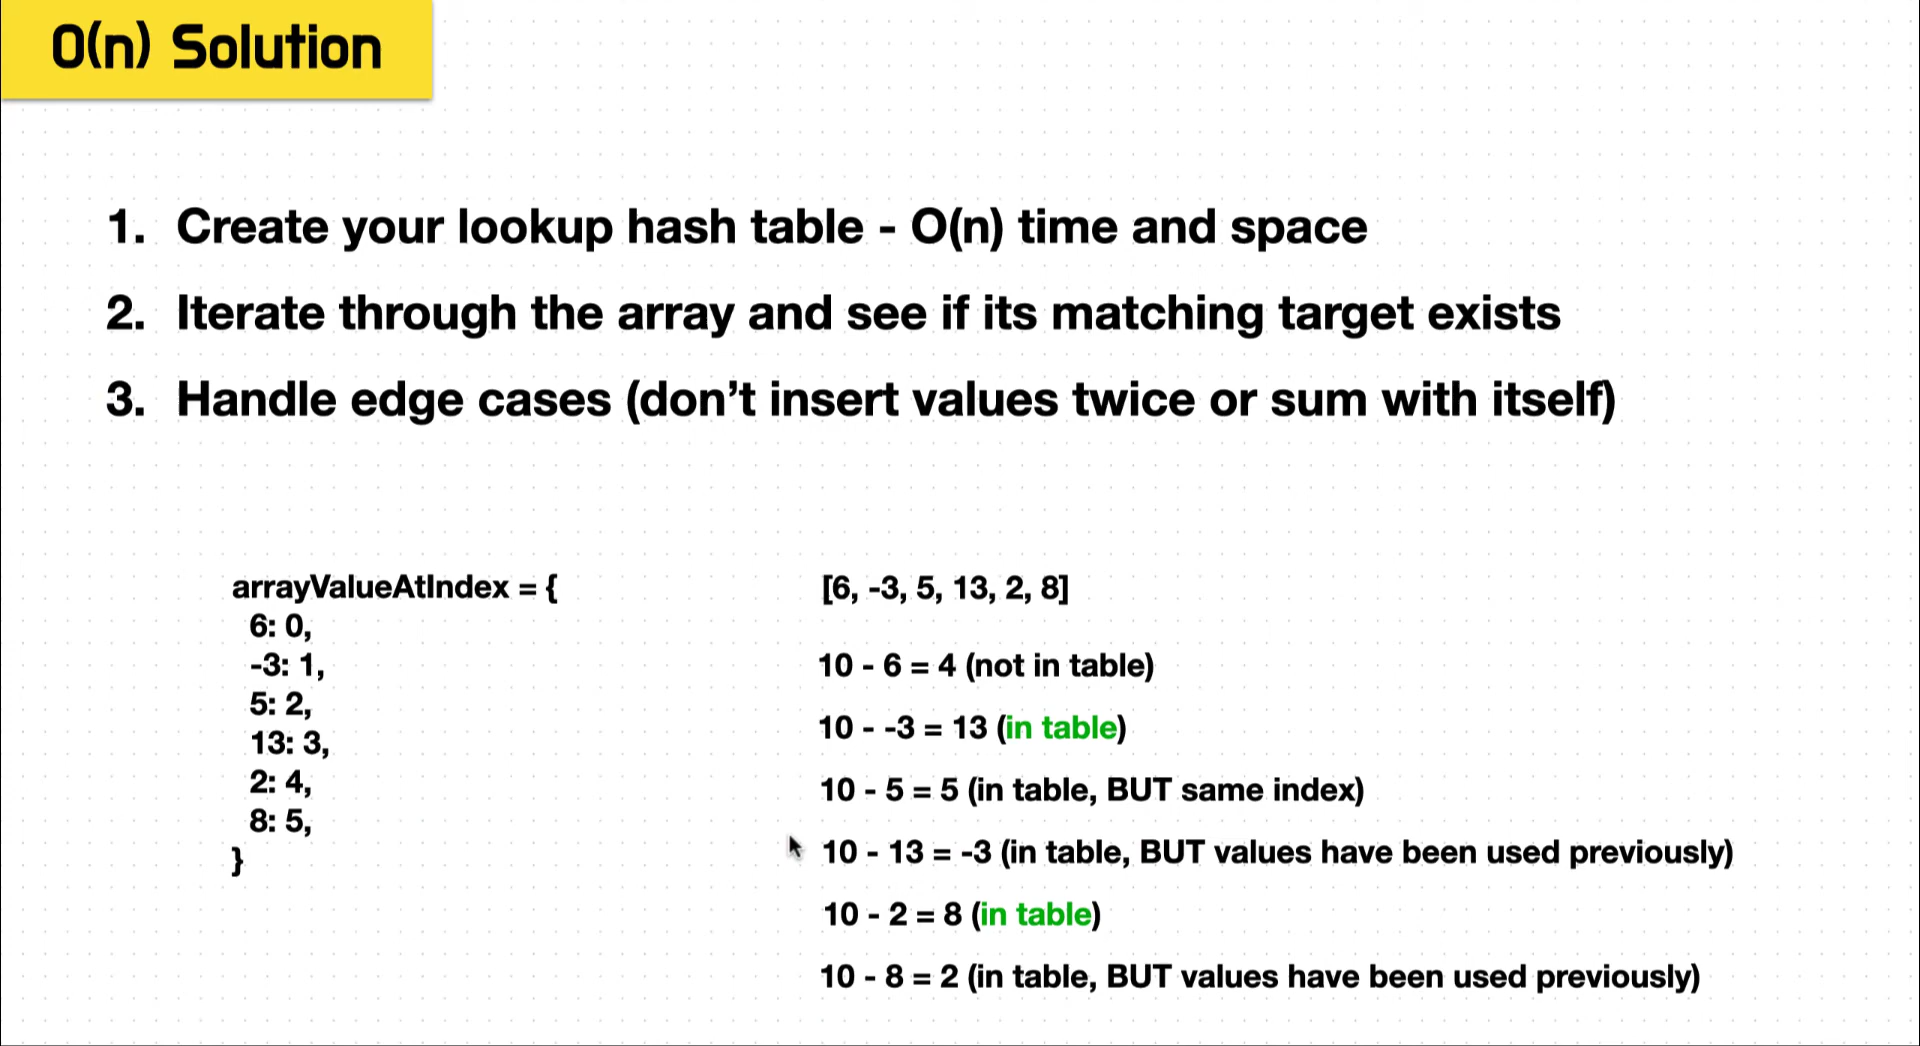 O(n) Solution
1. Create your lookup hash table - O(n) time and space
2. Iterate through the array and see if its matching target exists
3. Handle edge cases (don’t insert values twice or sum with itself)
arrayValueAtIndex = {
6: 0,
-3: 1,
5: 2,
13: 3,
2: 4,
8: 5,
}
[6, -3, 5, 13, 2, 8]
10 - 6 = 4 (not in table)
10 - -3 = 13 (in table)
10 - 5 = 5 (in table, BUT same index)
10 - 13 = -3 (in table, BUT values have been used previously)
10 - 2 = 8 (in table)
10 - 8 = 2 (in table, BUT values have been used previously)